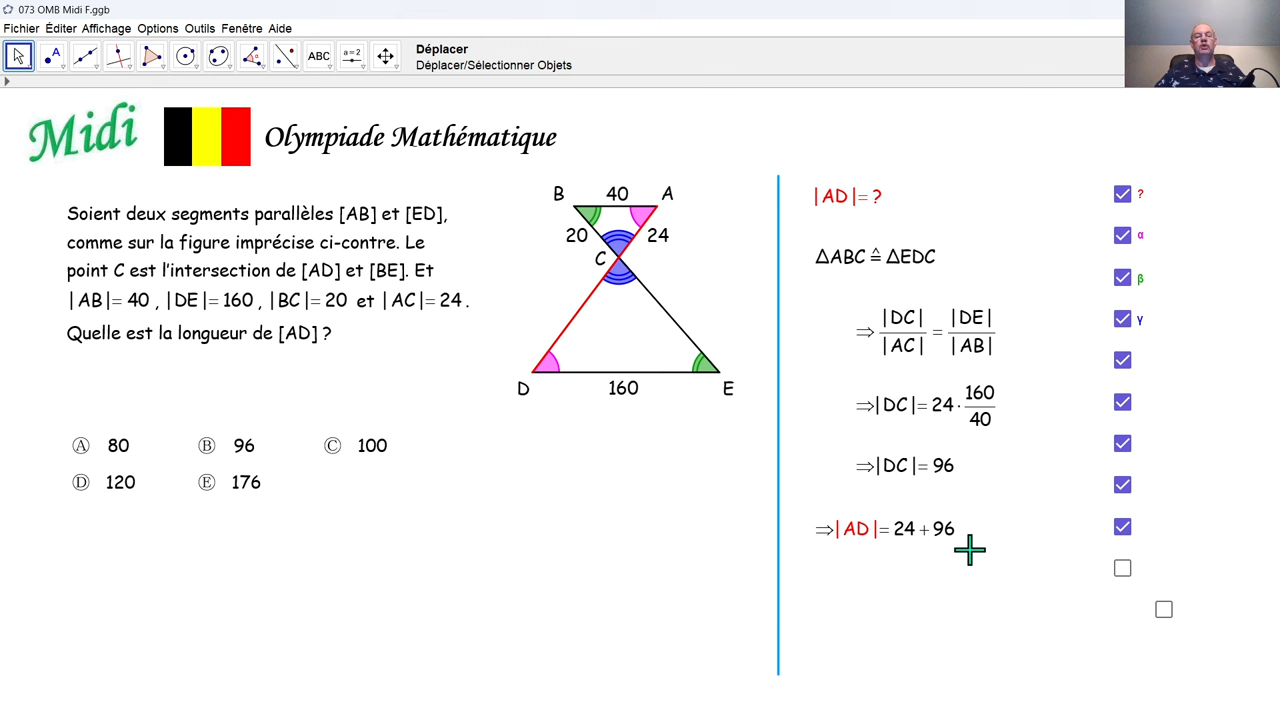 073 OMB Midi F.ggb
Fichier Éditer Affichage Options Outils Fenêtre Aide
A ABC a=2 Déplacer
Déplacer/Sélectionner Objets
Midi Olympiade Mathématique
Soient deux segments parallèles [AB] et [ED],
comme sur la figure imprécise ci-contre. Le
point C est l'intersection de [AD] et [BE]. Et
|AB|= 40 , |DE|= 160 , |BC|= 20 et |AC|= 24 .
Quelle est la longueur de [AD] ?
Ⓐ 80 Ⓑ 96 Ⓒ 100
Ⓓ 120 Ⓔ 176
B 40 A
20 24
C
D 160 E
|AD|= ?
ΔABC ≙ ΔEDC
⇒ |DC|/|AC| = |DE|/|AB|
⇒|DC|= 24 · 160/40
⇒|DC|= 96
⇒|AD|= 24 + 96
?
α
β
γ